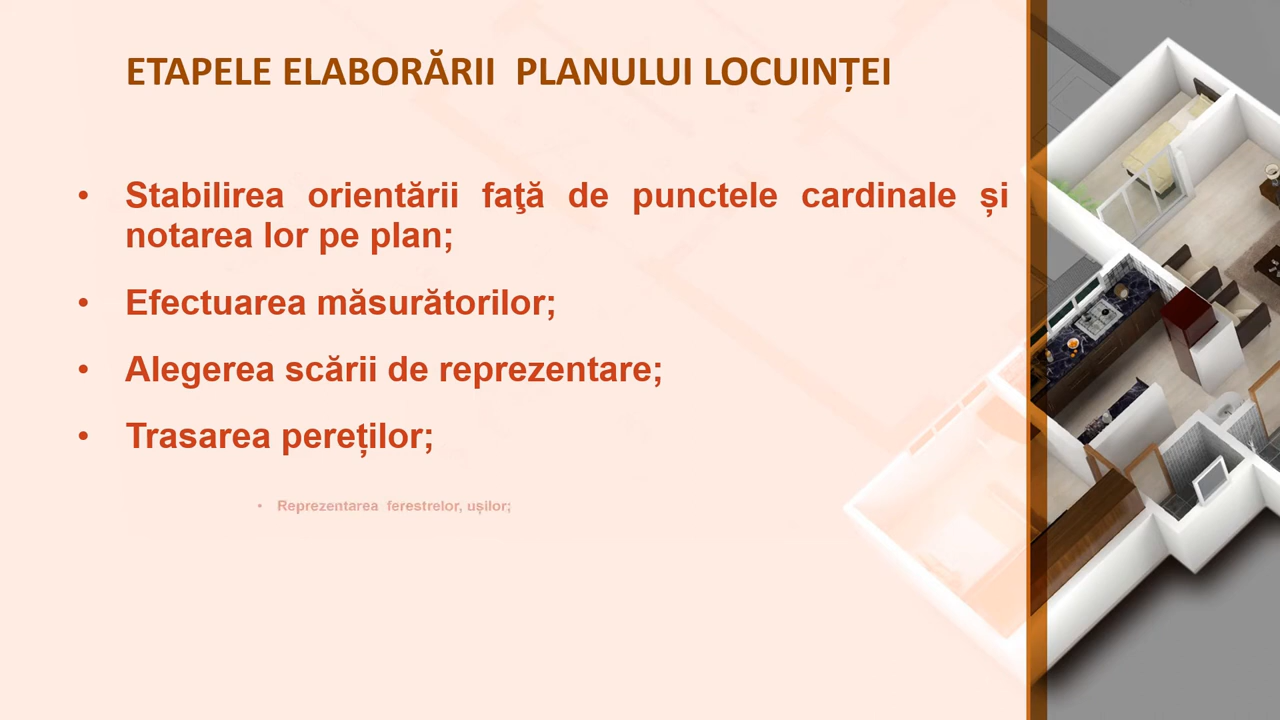 ETAPELE ELABORĂRII PLANULUI LOCUINȚEI
• Stabilirea orientării faţă de punctele cardinale și
notarea lor pe plan;
• Efectuarea măsurătorilor;
• Alegerea scării de reprezentare;
• Trasarea pereților;
• Reprezentarea ferestrelor, ușilor;